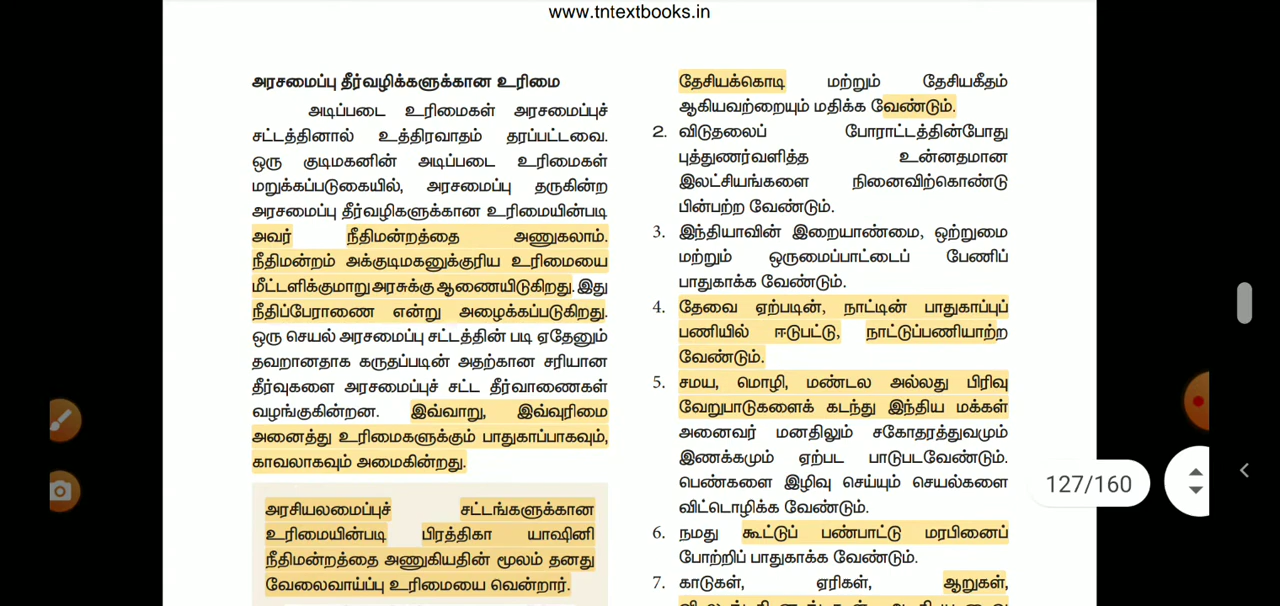 www.tntextbooks.in
அரசமைப்பு தீர்வழிக்களுக்கான உரிமை
அடிப்படை உரிமைகள் அரசமைப்புச்
சட்டத்தினால் உத்திரவாதம் தரப்பட்டவை.
ஒரு குடிமகனின் அடிப்படை உரிமைகள்
மறுக்கப்படுகையில், அரசமைப்பு தருகின்ற
அரசமைப்பு தீர்வழிகளுக்கான உரிமையின்படி
அவர் நீதிமன்றத்தை அணுகலாம்.
நீதிமன்றம் அக்குடிமகனுக்குரிய உரிமையை
மீட்டளிக்குமாறு அரசுக்கு ஆணையிடுகிறது. இது
நீதிப்பேராணை என்று அழைக்கப்படுகிறது.
ஒரு செயல் அரசமைப்பு சட்டத்தின் படி ஏதேனும்
தவறானதாக கருதப்படின் அதற்கான சரியான
தீர்வுகளை அரசமைப்புச் சட்ட தீர்வாணைகள்
வழங்குகின்றன. இவ்வாறு, இவ்வுரிமை
அனைத்து உரிமைகளுக்கும் பாதுகாப்பாகவும்,
காவலாகவும் அமைகின்றது.
அரசியலமைப்புச் சட்டங்களுக்கான
உரிமையின்படி பிரத்திகா யாஷினி
நீதிமன்றத்தை அணுகியதின் மூலம் தனது
வேலைவாய்ப்பு உரிமையை வென்றார்.
தேசியக்கொடி மற்றும் தேசியகீதம்
ஆகியவற்றையும் மதிக்க வேண்டும்.
2. விடுதலைப் போராட்டத்தின்போது
புத்துணர்வளித்த உன்னதமான
இலட்சியங்களை நினைவிற்கொண்டு
பின்பற்ற வேண்டும்.
3. இந்தியாவின் இறையாண்மை, ஒற்றுமை
மற்றும் ஒருமைப்பாட்டைப் பேணிப்
பாதுகாக்க வேண்டும்.
4. தேவை ஏற்படின், நாட்டின் பாதுகாப்புப்
பணியில் ஈடுபட்டு, நாட்டுப்பணியாற்ற
வேண்டும்.
5. சமய, மொழி, மண்டல அல்லது பிரிவு
வேறுபாடுகளைக் கடந்து இந்திய மக்கள்
அனைவர் மனதிலும் சகோதரத்துவமும்
இணக்கமும் ஏற்பட பாடுபடவேண்டும்.
பெண்களை இழிவு செய்யும் செயல்களை
விட்டொழிக்க வேண்டும்.
6. நமது கூட்டுப் பண்பாட்டு மரபினைப்
போற்றிப் பாதுகாக்க வேண்டும்.
7. காடுகள், ஏரிகள், ஆறுகள்,
127/160